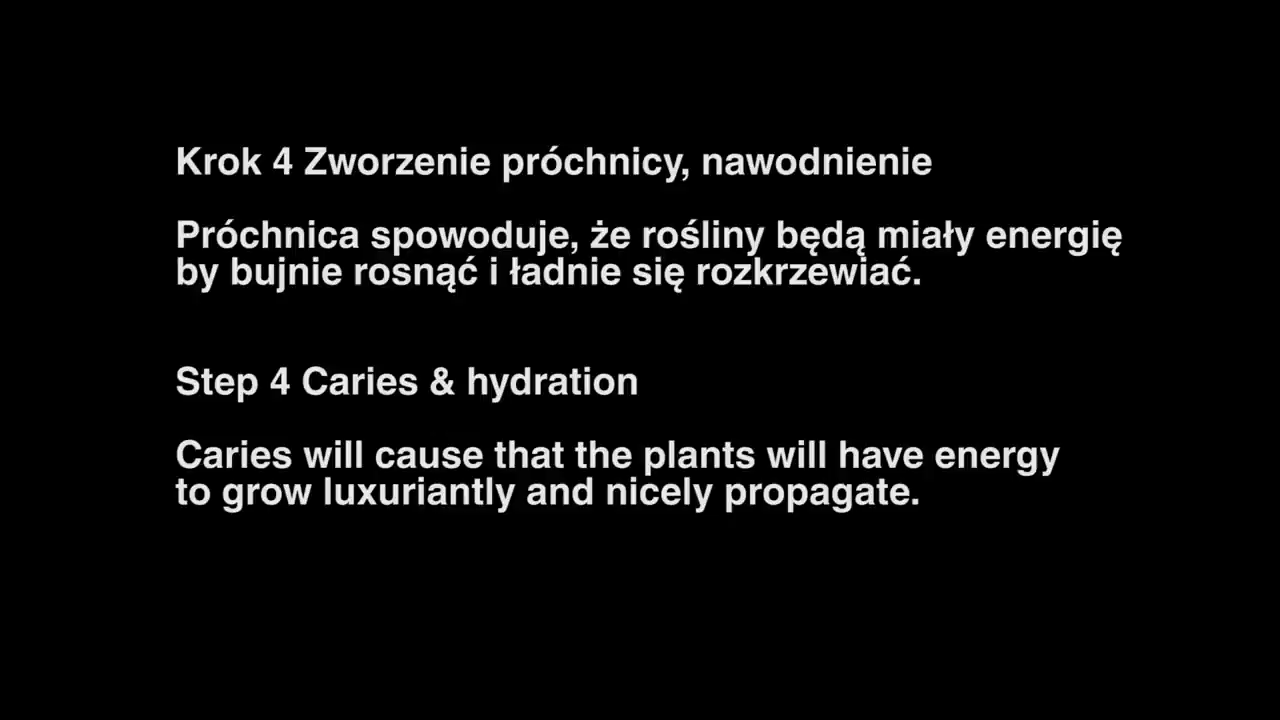 Krok 4 Zworzenie próchnicy, nawodnienie
Próchnica spowoduje, że rośliny będą miały energię
by bujnie rosnąć i ładnie się rozkrzewiać.
Step 4 Caries & hydration
Caries will cause that the plants will have energy
to grow luxuriantly and nicely propagate.